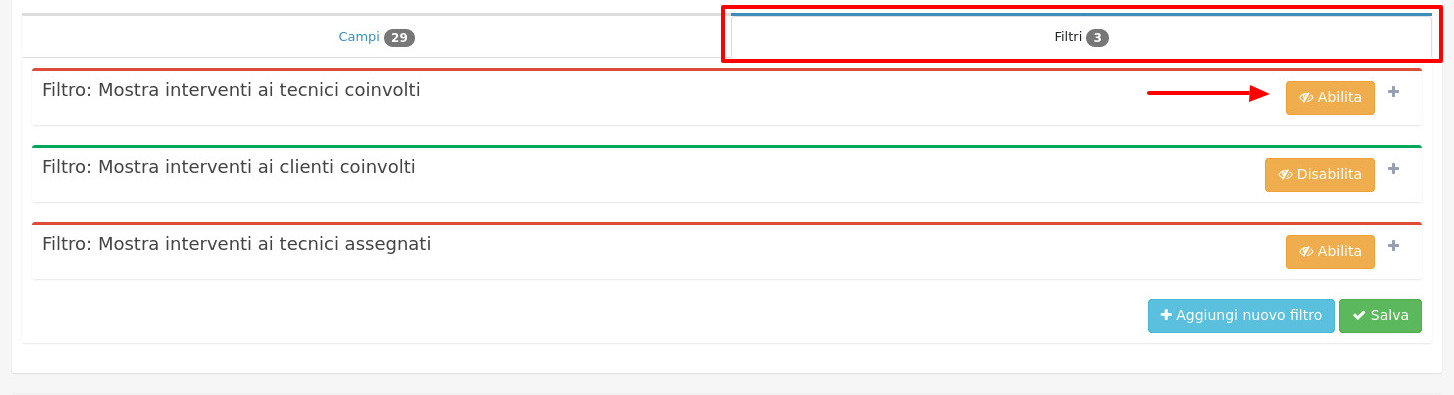 Campi 29
Filtri 3
Filtro: Mostra interventi ai tecnici coinvolti
Abilita
Filtro: Mostra interventi ai clienti coinvolti
Disabilita
Filtro: Mostra interventi ai tecnici assegnati
Abilita
Aggiungi nuovo filtro
Salva